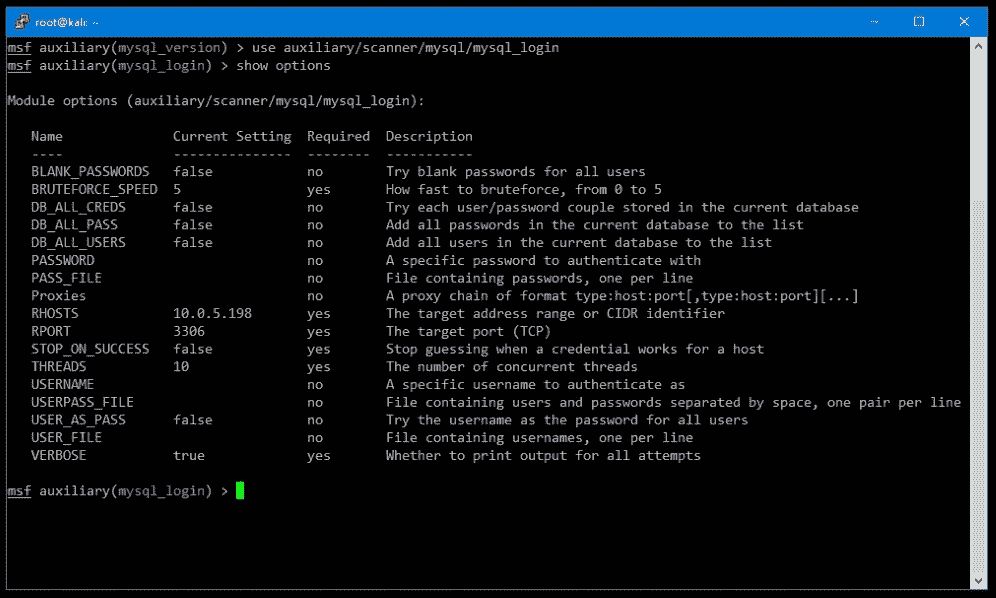 root@kali: ~
msf auxiliary(mysql_version) > use auxiliary/scanner/mysql/mysql_login
msf auxiliary(mysql_login) > show options
Module options (auxiliary/scanner/mysql/mysql_login):
Name Current Setting Required Description
---- --------------- -------- -----------
BLANK_PASSWORDS false no Try blank passwords for all users
BRUTEFORCE_SPEED 5 yes How fast to bruteforce, from 0 to 5
DB_ALL_CREDS false no Try each user/password couple stored in the current database
DB_ALL_PASS false no Add all passwords in the current database to the list
DB_ALL_USERS false no Add all users in the current database to the list
PASSWORD no A specific password to authenticate with
PASS_FILE no File containing passwords, one per line
Proxies no A proxy chain of format type:host:port[,type:host:port][...]
RHOSTS 10.0.5.198 yes The target address range or CIDR identifier
RPORT 3306 yes The target port (TCP)
STOP_ON_SUCCESS false yes Stop guessing when a credential works for a host
THREADS 10 yes The number of concurrent threads
USERNAME no A specific username to authenticate as
USERPASS_FILE no File containing users and passwords separated by space, one pair per line
USER_AS_PASS false no Try the username as the password for all users
USER_FILE no File containing usernames, one per line
VERBOSE true yes Whether to print output for all attempts
msf auxiliary(mysql_login) >